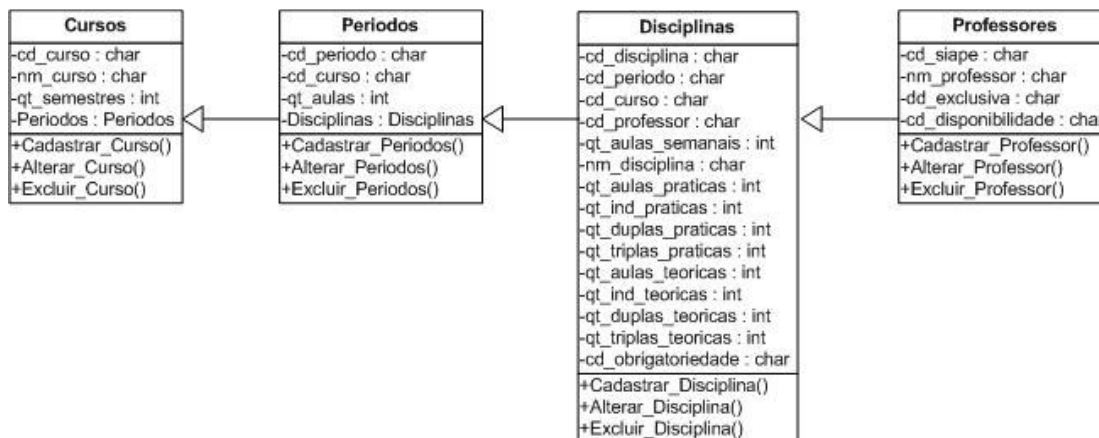 Cursos
-cd_curso : char
-nm_curso : char
-qt_semestres : int
-Periodos : Periodos
+Cadastrar_Curso()
+Alterar_Curso()
+Excluir_Curso()
Periodos
-cd_periodo : char
-cd_curso : char
-qt_aulas : int
-Disciplinas : Disciplinas
+Cadastrar_Periodos()
+Alterar_Periodos()
+Excluir_Periodos()
Disciplinas
-cd_disciplina : char
-cd_periodo : char
-cd_curso : char
-cd_professor : char
-qt_aulas_semanais : int
-nm_disciplina : char
-qt_aulas_praticas : int
-qt_ind_praticas : int
-qt_duplas_praticas : int
-qt_triplas_praticas : int
-qt_aulas_teoricas : int
-qt_ind_teoricas : int
-qt_duplas_teoricas : int
-qt_triplas_teoricas : int
-cd_obrigatoriedade : char
+Cadastrar_Disciplina()
+Alterar_Disciplina()
+Excluir_Disciplina()
Professores
-cd_siape : char
-nm_professor : char
-dd_exclusiva : char
-cd_disponibilidade : char
+Cadastrar_Professor()
+Alterar_Professor()
+Excluir_Professor()